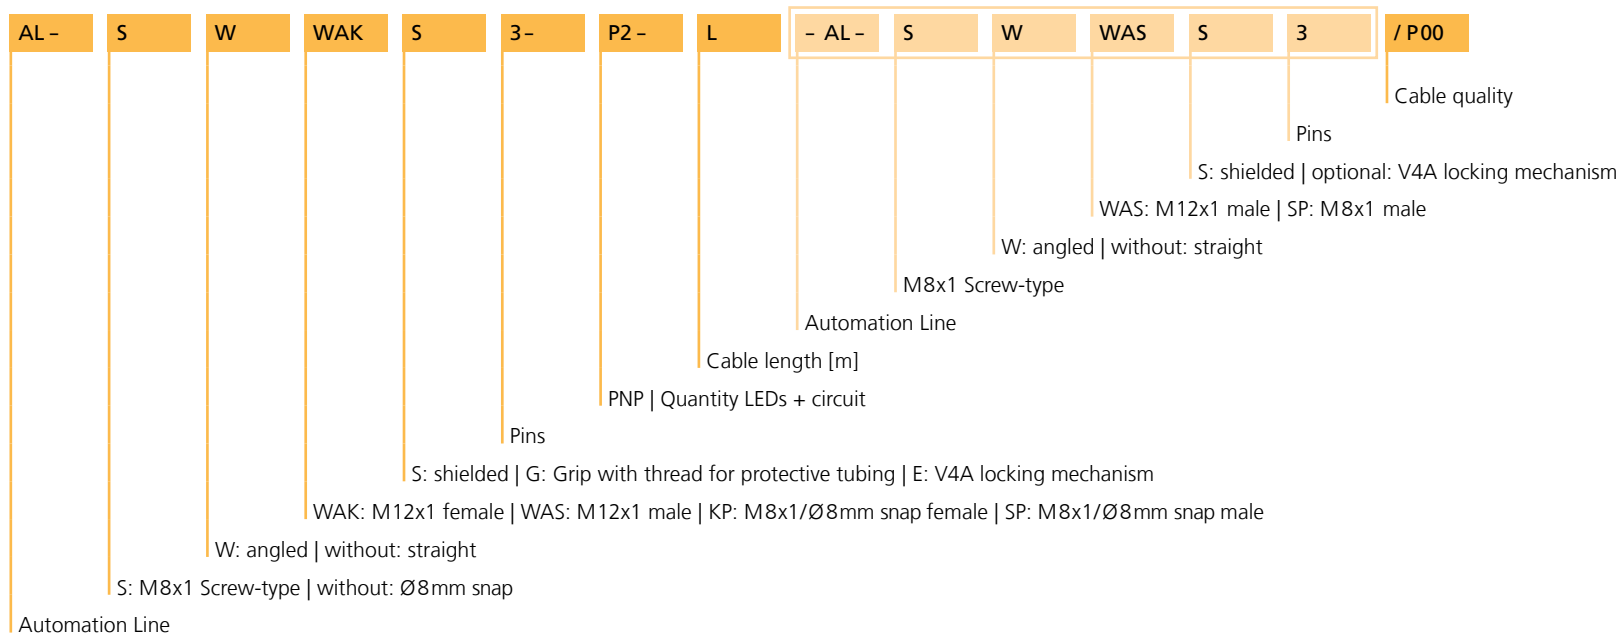 AL – S W WAK S 3 – P2 – L – AL – S W WAS S 3 / P00
Cable quality
Pins
S: shielded | optional: V4A locking mechanism
WAS: M12x1 male | SP: M8x1 male
W: angled | without: straight
M8x1 Screw-type
Automation Line
Cable length [m]
PNP | Quantity LEDs + circuit
Pins
S: shielded | G: Grip with thread for protective tubing | E: V4A locking mechanism
WAK: M12x1 female | WAS: M12x1 male | KP: M8x1/Ø8mm snap female | SP: M8x1/Ø8mm snap male
W: angled | without: straight
S: M8x1 Screw-type | without: Ø8mm snap
Automation Line